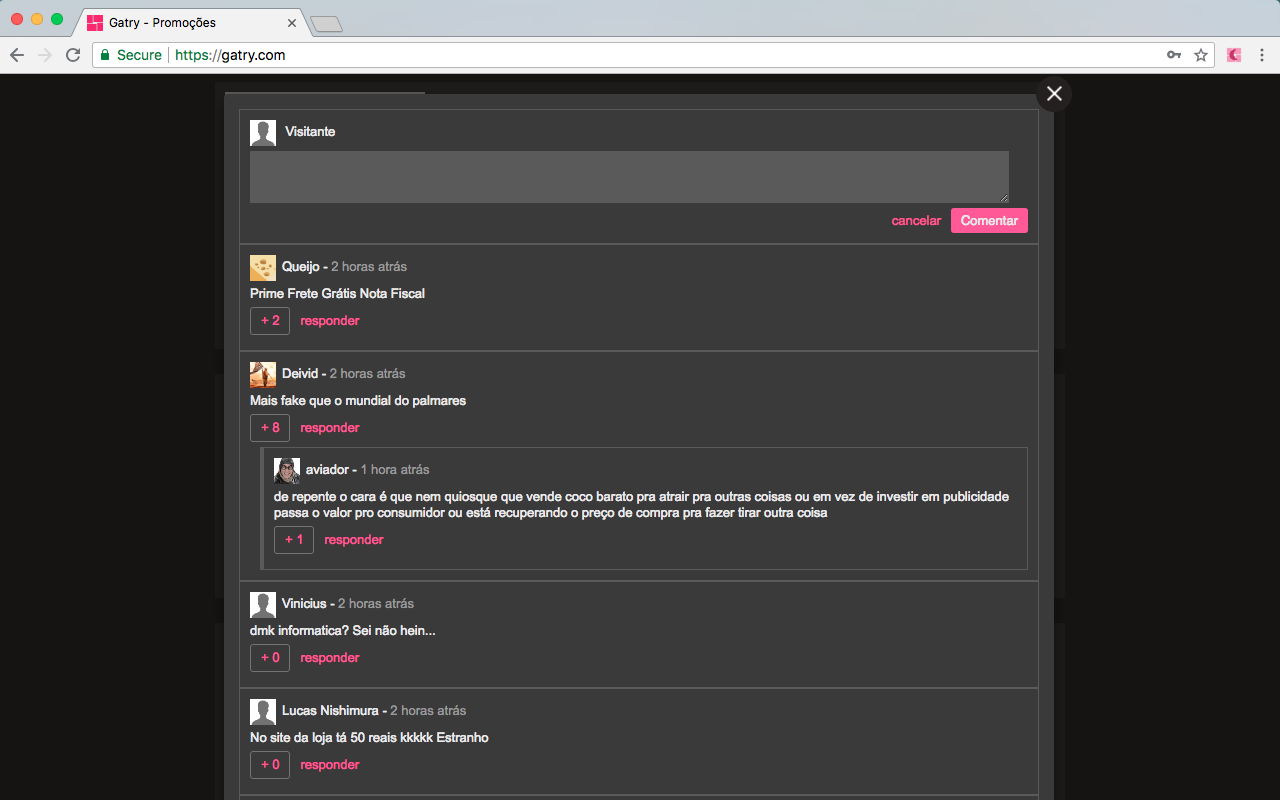 Gatry - Promoções
Secure https://gatry.com
Visitante
cancelar Comentar
Queijo - 2 horas atrás
Prime Frete Grátis Nota Fiscal
+ 2 responder
Deivid - 2 horas atrás
Mais fake que o mundial do palmares
+ 8 responder
aviador - 1 hora atrás
de repente o cara é que nem quiosque que vende coco barato pra atrair pra outras coisas ou em vez de investir em publicidade
passa o valor pro consumidor ou está recuperando o preço de compra pra fazer tirar outra coisa
+ 1 responder
Vinicius - 2 horas atrás
dmk informatica? Sei não hein...
+ 0 responder
Lucas Nishimura - 2 horas atrás
No site da loja tá 50 reais kkkkk Estranho
+ 0 responder